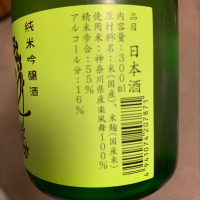 品目 日本酒
内容量：300ml
原材料名：米(国産)、米麹(国産米)
使用米：神奈川県産楽風舞100%
精米歩合：55%
アルコール分：16%
純米吟醸酒
4941074207871